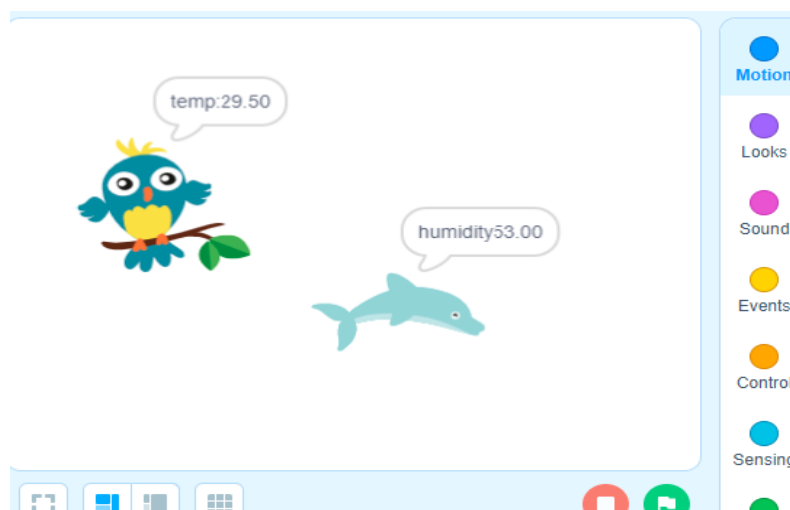 temp:29.50
humidity53.00
Motion
Looks
Sound
Events
Control
Sensing